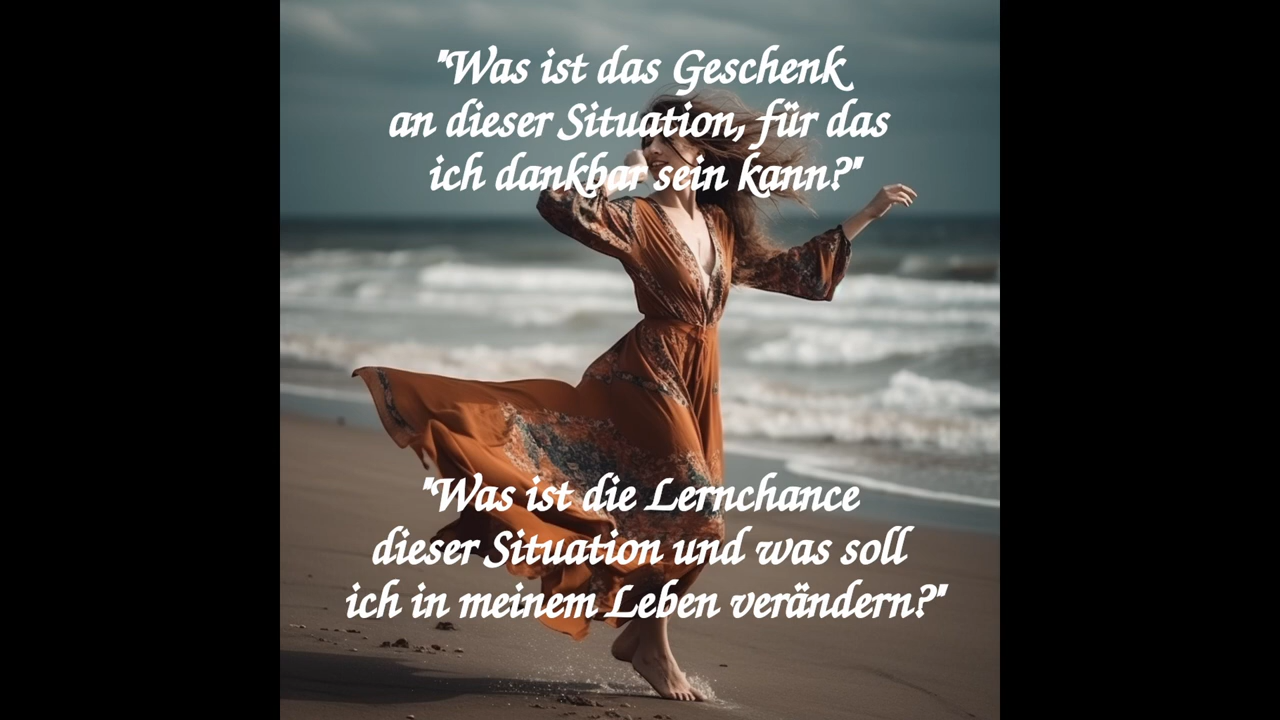 "Was ist das Geschenk
an dieser Situation, für das
ich dankbar sein kann?"
"Was ist die Lernchance
dieser Situation und was soll
ich in meinem Leben verändern?"